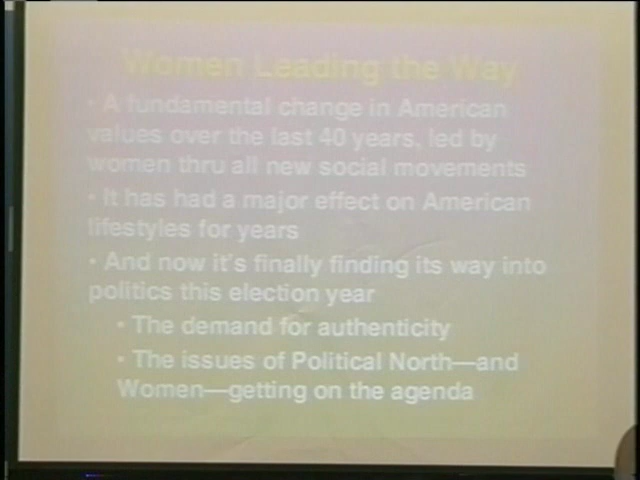 Women Leading the Way
• A fundamental change in American
values over the last 40 years, led by
women thru all new social movements
• It has had a major effect on American
lifestyles for years
• And now it's finally finding its way into
politics this election year
• The demand for authenticity
• The issues of Political North—and
Women—getting on the agenda